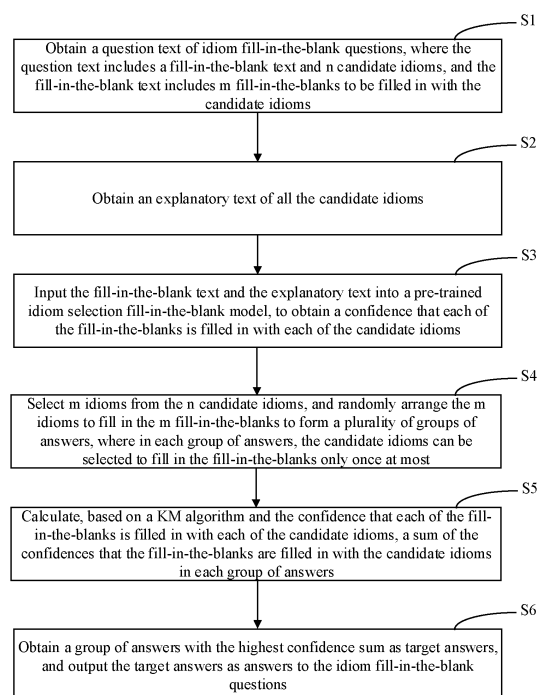 S1
Obtain a question text of idiom fill-in-the-blank questions, where the
question text includes a fill-in-the-blank text and n candidate idioms, and the
fill-in-the-blank text includes m fill-in-the-blanks to be filled in with the
candidate idioms
S2
Obtain an explanatory text of all the candidate idioms
S3
Input the fill-in-the-blank text and the explanatory text into a pre-trained
idiom selection fill-in-the-blank model, to obtain a confidence that each of
the fill-in-the-blanks is filled in with each of the candidate idioms
S4
Select m idioms from the n candidate idioms, and randomly arrange the m
idioms to fill in the m fill-in-the-blanks to form a plurality of groups of
answers, where in each group of answers, the candidate idioms can be
selected to fill in the fill-in-the-blanks only once at most
S5
Calculate, based on a KM algorithm and the confidence that each of the fill-
in-the-blanks is filled in with each of the candidate idioms, a sum of the
confidences that the fill-in-the-blanks are filled in with the candidate idioms
in each group of answers
S6
Obtain a group of answers with the highest confidence sum as target answers,
and output the target answers as answers to the idiom fill-in-the-blank
questions